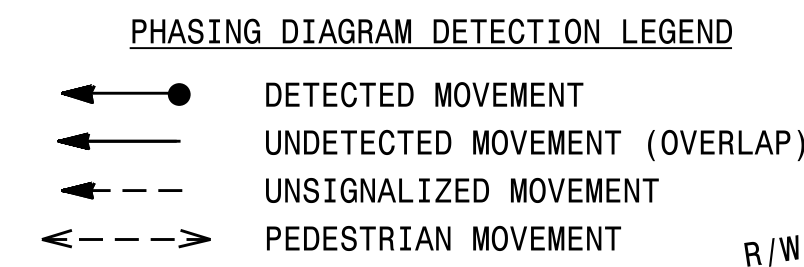 PHASING DIAGRAM DETECTION LEGEND
DETECTED MOVEMENT
UNDETECTED MOVEMENT (OVERLAP)
UNSIGNALIZED MOVEMENT
PEDESTRIAN MOVEMENT
R/W